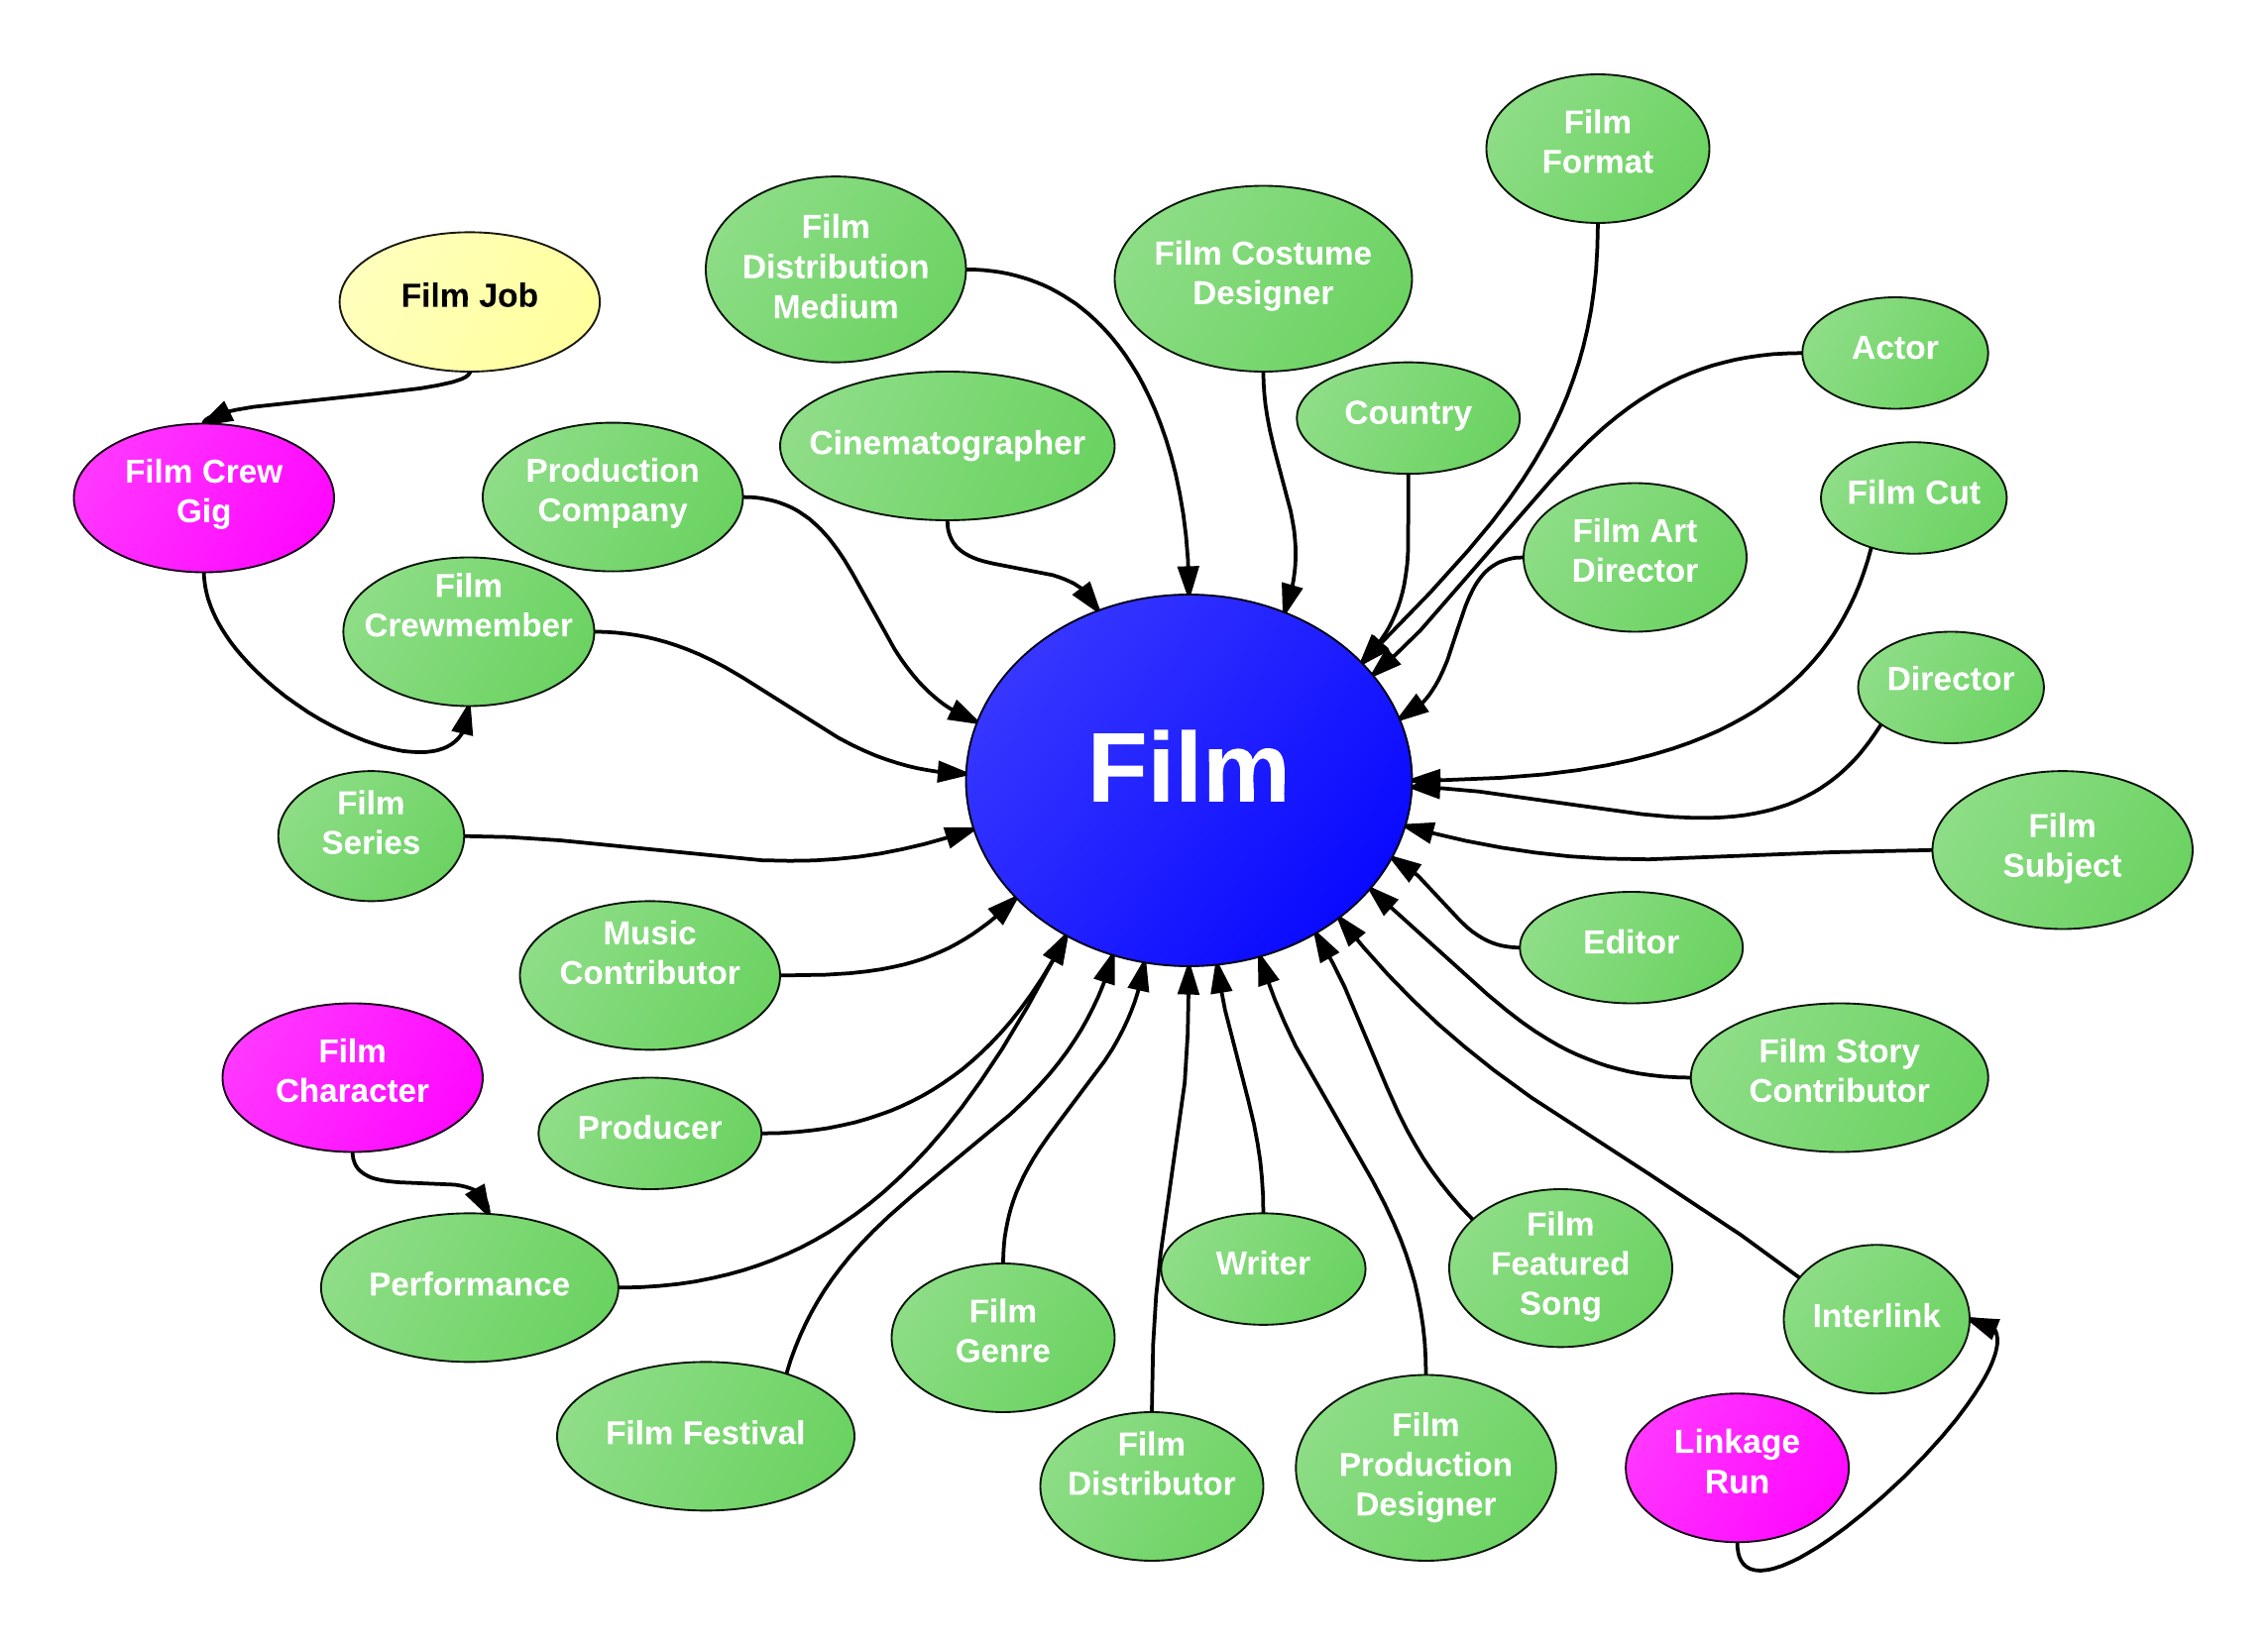 Film
Format
Film
Distribution
Medium
Film Costume
Designer
Film Job
Actor
Country
Cinematographer
Film Crew
Gig
Production
Company
Film Cut
Film Art
Director
Film
Crewmember
Director
Film
Film
Series
Film
Subject
Music
Contributor
Editor
Film
Character
Film Story
Contributor
Producer
Performance
Writer
Film
Featured
Song
Film
Genre
Interlink
Film Festival
Film
Distributor
Film
Production
Designer
Linkage
Run